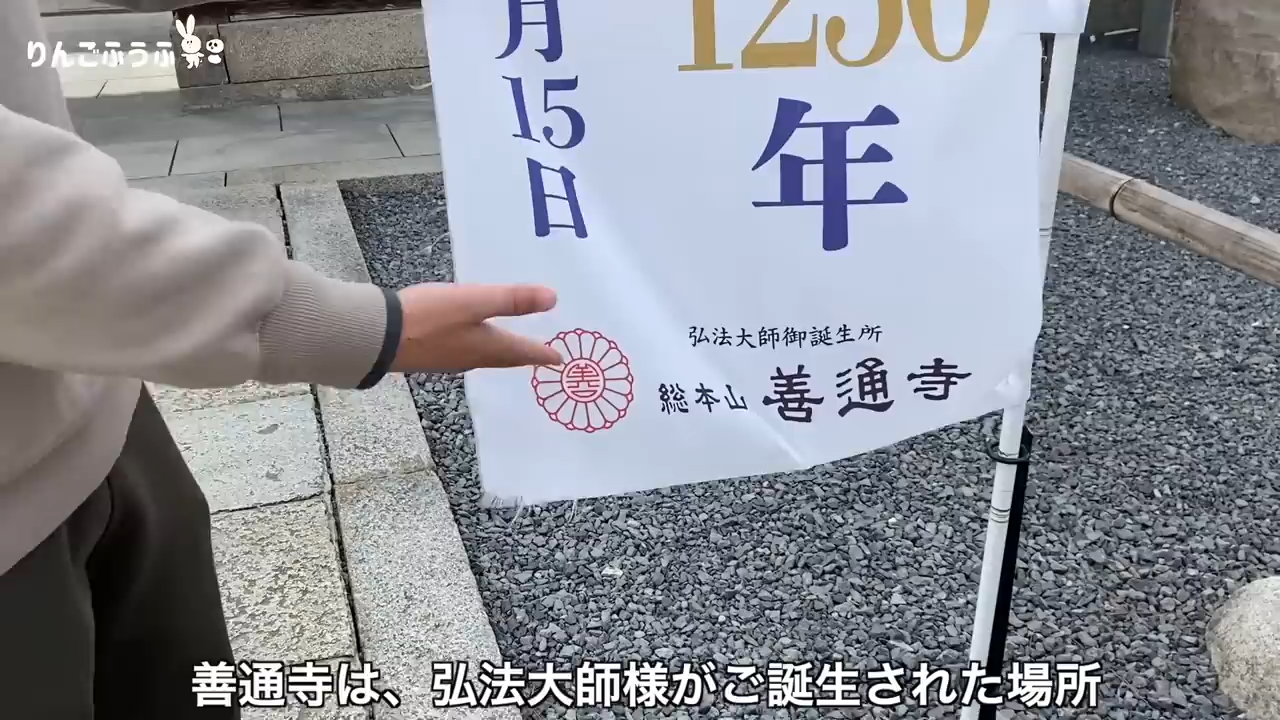 りんごふうふ
月15日
1250
年
弘法大師御誕生所
善
総本山 善通寺
善通寺は、弘法大師様がご誕生された場所